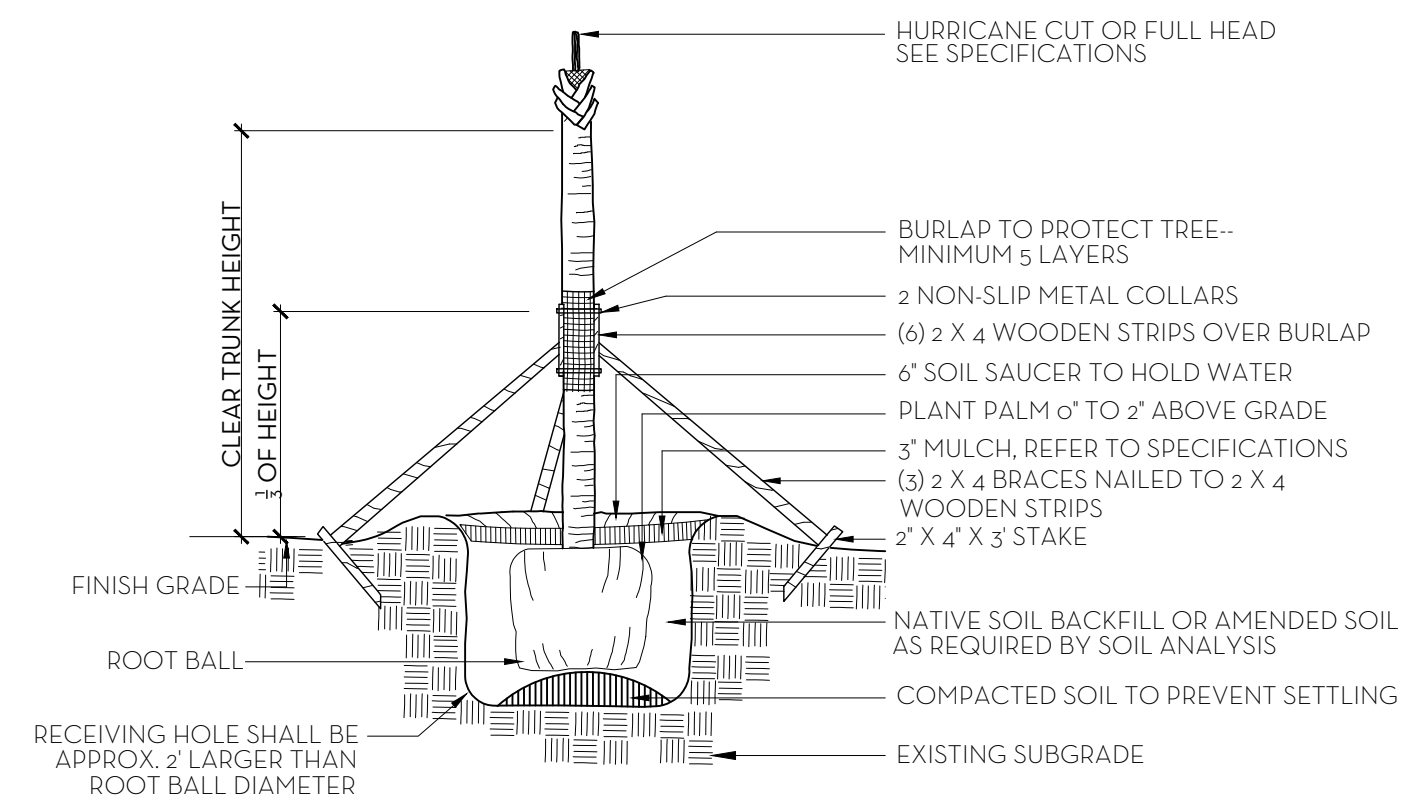 HURRICANE CUT OR FULL HEAD
SEE SPECIFICATIONS
CLEAR TRUNK HEIGHT
1/3 OF HEIGHT
BURLAP TO PROTECT TREE--
MINIMUM 5 LAYERS
2 NON-SLIP METAL COLLARS
(6) 2 X 4 WOODEN STRIPS OVER BURLAP
6" SOIL SAUCER TO HOLD WATER
PLANT PALM 0" TO 2" ABOVE GRADE
3" MULCH, REFER TO SPECIFICATIONS
(3) 2 X 4 BRACES NAILED TO 2 X 4
WOODEN STRIPS
2" X 4" X 3' STAKE
FINISH GRADE
NATIVE SOIL BACKFILL OR AMENDED SOIL
AS REQUIRED BY SOIL ANALYSIS
ROOT BALL
COMPACTED SOIL TO PREVENT SETTLING
RECEIVING HOLE SHALL BE
APPROX. 2' LARGER THAN
ROOT BALL DIAMETER
EXISTING SUBGRADE